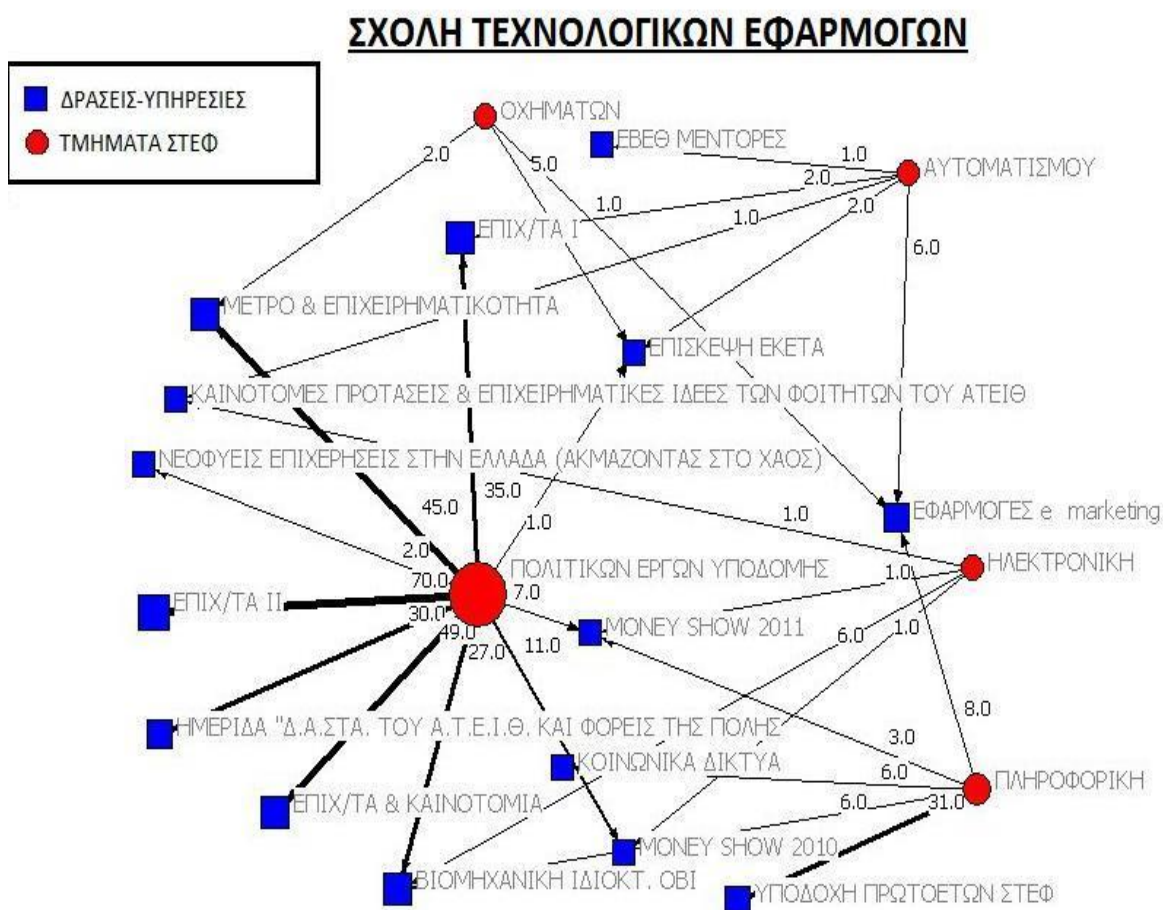 ΣΧΟΛΗ ΤΕΧΝΟΛΟΓΙΚΩΝ ΕΦΑΡΜΟΓΩΝ
ΔΡΑΣΕΙΣ-ΥΠΗΡΕΣΙΕΣ
ΤΜΗΜΑΤΑ ΣΤΕΦ
ΟΧΗΜΑΤΩΝ
ΕΒΕΘ ΜΕΝΤΟΡΕΣ
ΑΥΤΟΜΑΤΙΣΜΟΥ
2.0
5.0
1.0
2.0
1.0
1.0
2.0
6.0
ΕΠΙΧ/ΤΑ Ι
ΜΕΤΡΟ & ΕΠΙΧΕΙΡΗΜΑΤΙΚΟΤΗΤΑ
ΕΠΙΣΚΕΨΗ ΕΚΕΤΑ
ΚΑΙΝΟΤΟΜΕΣ ΠΡΟΤΑΣΕΙΣ & ΕΠΙΧΕΙΡΗΜΑΤΙΚΕΣ ΙΔΕΕΣ ΤΩΝ ΦΟΙΤΗΤΩΝ ΤΟΥ ΑΤΕΙΘ
ΝΕΟΦΥΕΙΣ ΕΠΙΧΕΡΗΣΕΙΣ ΣΤΗΝ ΕΛΛΑΔΑ (ΑΚΜΑΖΟΝΤΑΣ ΣΤΟ ΧΑΟΣ)
45.0
35.0
1.0
1.0
ΕΦΑΡΜΟΓΕΣ e marketing
2.0
ΠΟΛΙΤΙΚΩΝ ΕΡΓΩΝ ΥΠΟΔΟΜΗΣ
ΗΛΕΚΤΡΟΝΙΚΗ
70.0
7.0
1.0
ΕΠΙΧ/ΤΑ ΙΙ
30.0
49.0
27.0
11.0
MONEY SHOW 2011
6.0
1.0
ΗΜΕΡΙΔΑ "Δ.Α.ΣΤΑ. ΤΟΥ Α.Τ.Ε.Ι.Θ. ΚΑΙ ΦΟΡΕΙΣ ΤΗΣ ΠΟΛΗΣ
8.0
3.0
ΚΟΙΝΩΝΙΚΑ ΔΙΚΤΥΑ
6.0
ΠΛΗΡΟΦΟΡΙΚΗ
ΕΠΙΧ/ΤΑ & ΚΑΙΝΟΤΟΜΙΑ
6.0
31.0
MONEY SHOW 2010
ΒΙΟΜΗΧΑΝΙΚΗ ΙΔΙΟΚΤ. ΟΒΙ
ΥΠΟΔΟΧΗ ΠΡΩΤΟΕΤΩΝ ΣΤΕΦ